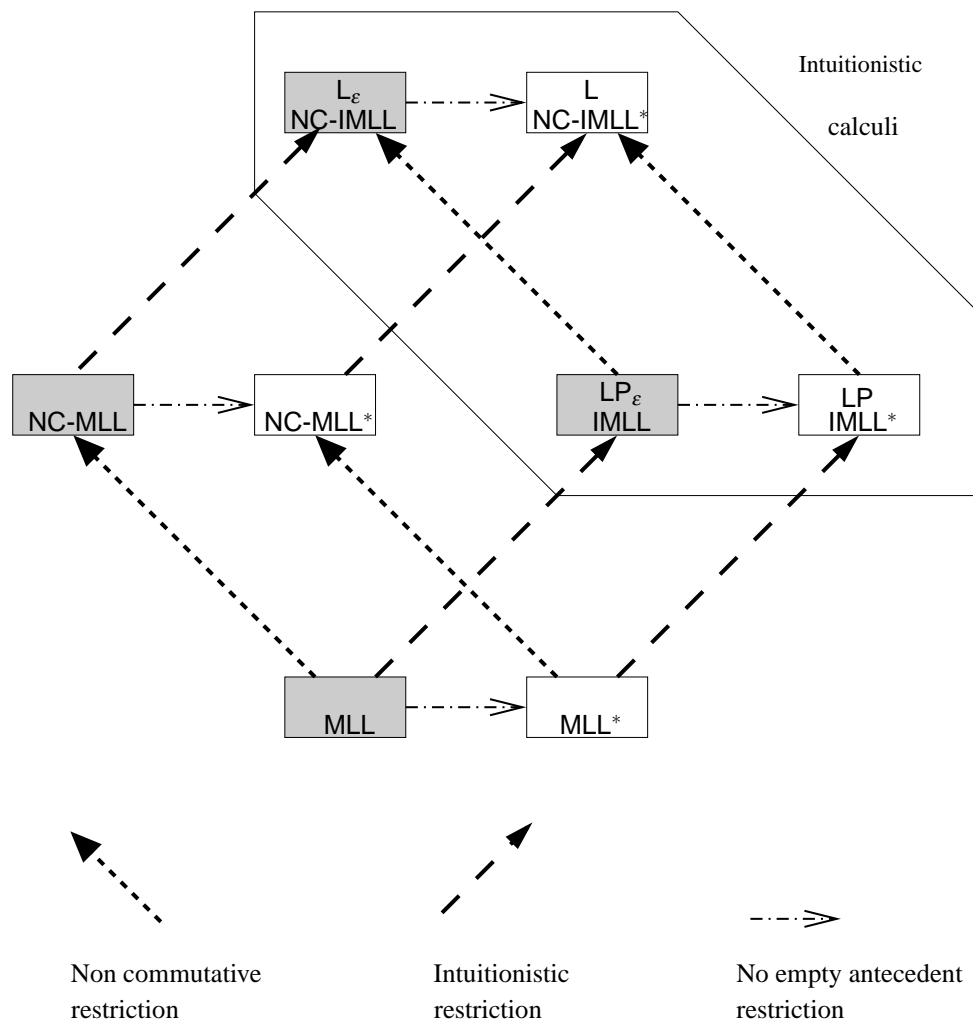 Intuitionistic
calculi
L_ε
NC-IMLL
L
NC-IMLL*
NC-MLL
NC-MLL*
LP_ε
IMLL
LP
IMLL*
MLL
MLL*
Non commutative
restriction
Intuitionistic
restriction
No empty antecedent
restriction